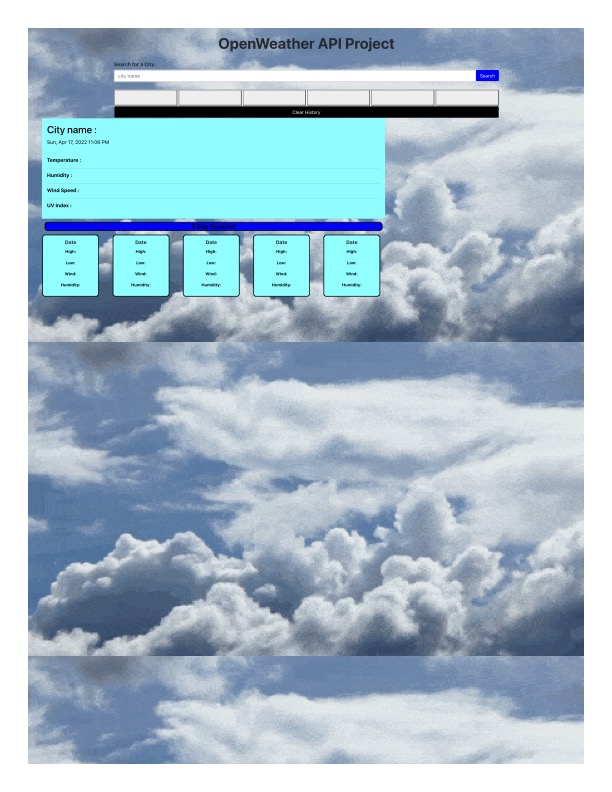 OpenWeather API Project
Search for a City:
city name
Search
Clear History
City name :
Sun, Apr 17, 2022 11:06 PM
Temperature :
Humidity :
Wind Speed :
UV Index :
Date Date Date Date Date
High: High: High: High: High:
Low: Low: Low: Low: Low:
Wind: Wind: Wind: Wind: Wind:
Humidity: Humidity: Humidity: Humidity: Humidity: